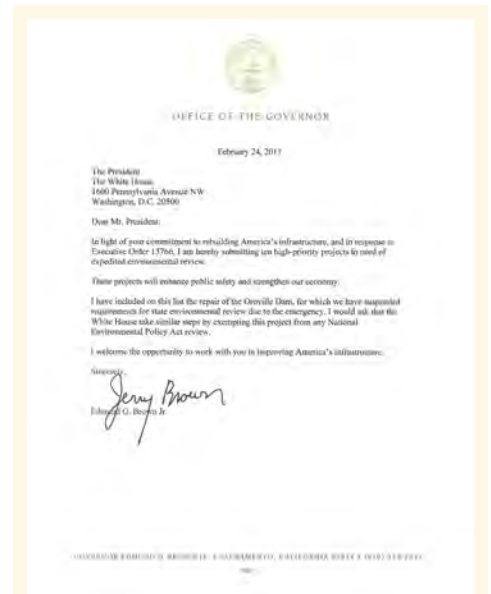 OFFICE OF THE GOVERNOR
February 24, 2017
The President
The White House
1600 Pennsylvania Avenue NW
Washington, D.C. 20500
Dear Mr. President:
In light of your commitment to rebuilding America's infrastructure, and in response to
Executive Order 13766, I am hereby submitting ten high-priority projects in need of
expedited environmental review.
These projects will enhance public safety and strengthen our economy.
I have included on this list the repair of the Oroville Dam, for which we have suspended
requirements for state environmental review due to the emergency. I would ask that the
White House take similar steps by exempting this project from any National
Environmental Policy Act review.
I welcome the opportunity to work with you in improving America's infrastructure.
Sincerely,
Jerry Brown
Edmund G. Brown Jr.
GOVERNOR EDMUND G. BROWN JR. SACRAMENTO, CALIFORNIA